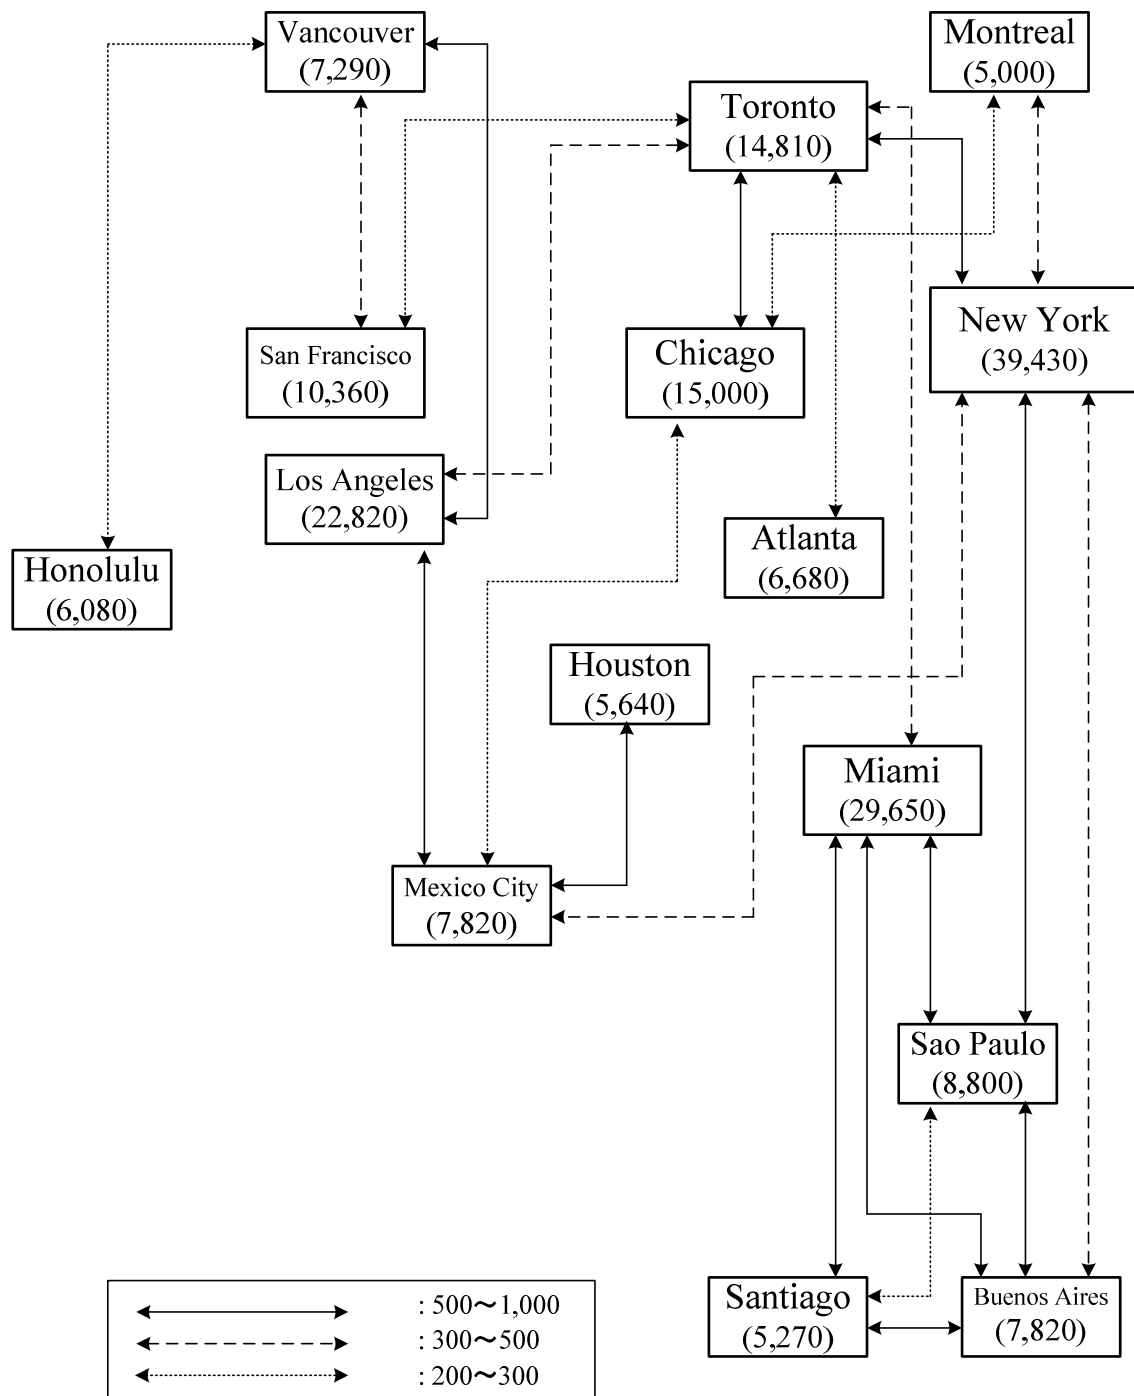 Vancouver
(7,290)
Montreal
(5,000)
Toronto
(14,810)
New York
(39,430)
San Francisco
(10,360)
Chicago
(15,000)
Los Angeles
(22,820)
Atlanta
(6,680)
Honolulu
(6,080)
Houston
(5,640)
Miami
(29,650)
Mexico City
(7,820)
Sao Paulo
(8,800)
Santiago
(5,270)
Buenos Aires
(7,820)
: 500～1,000
: 300～500
: 200～300